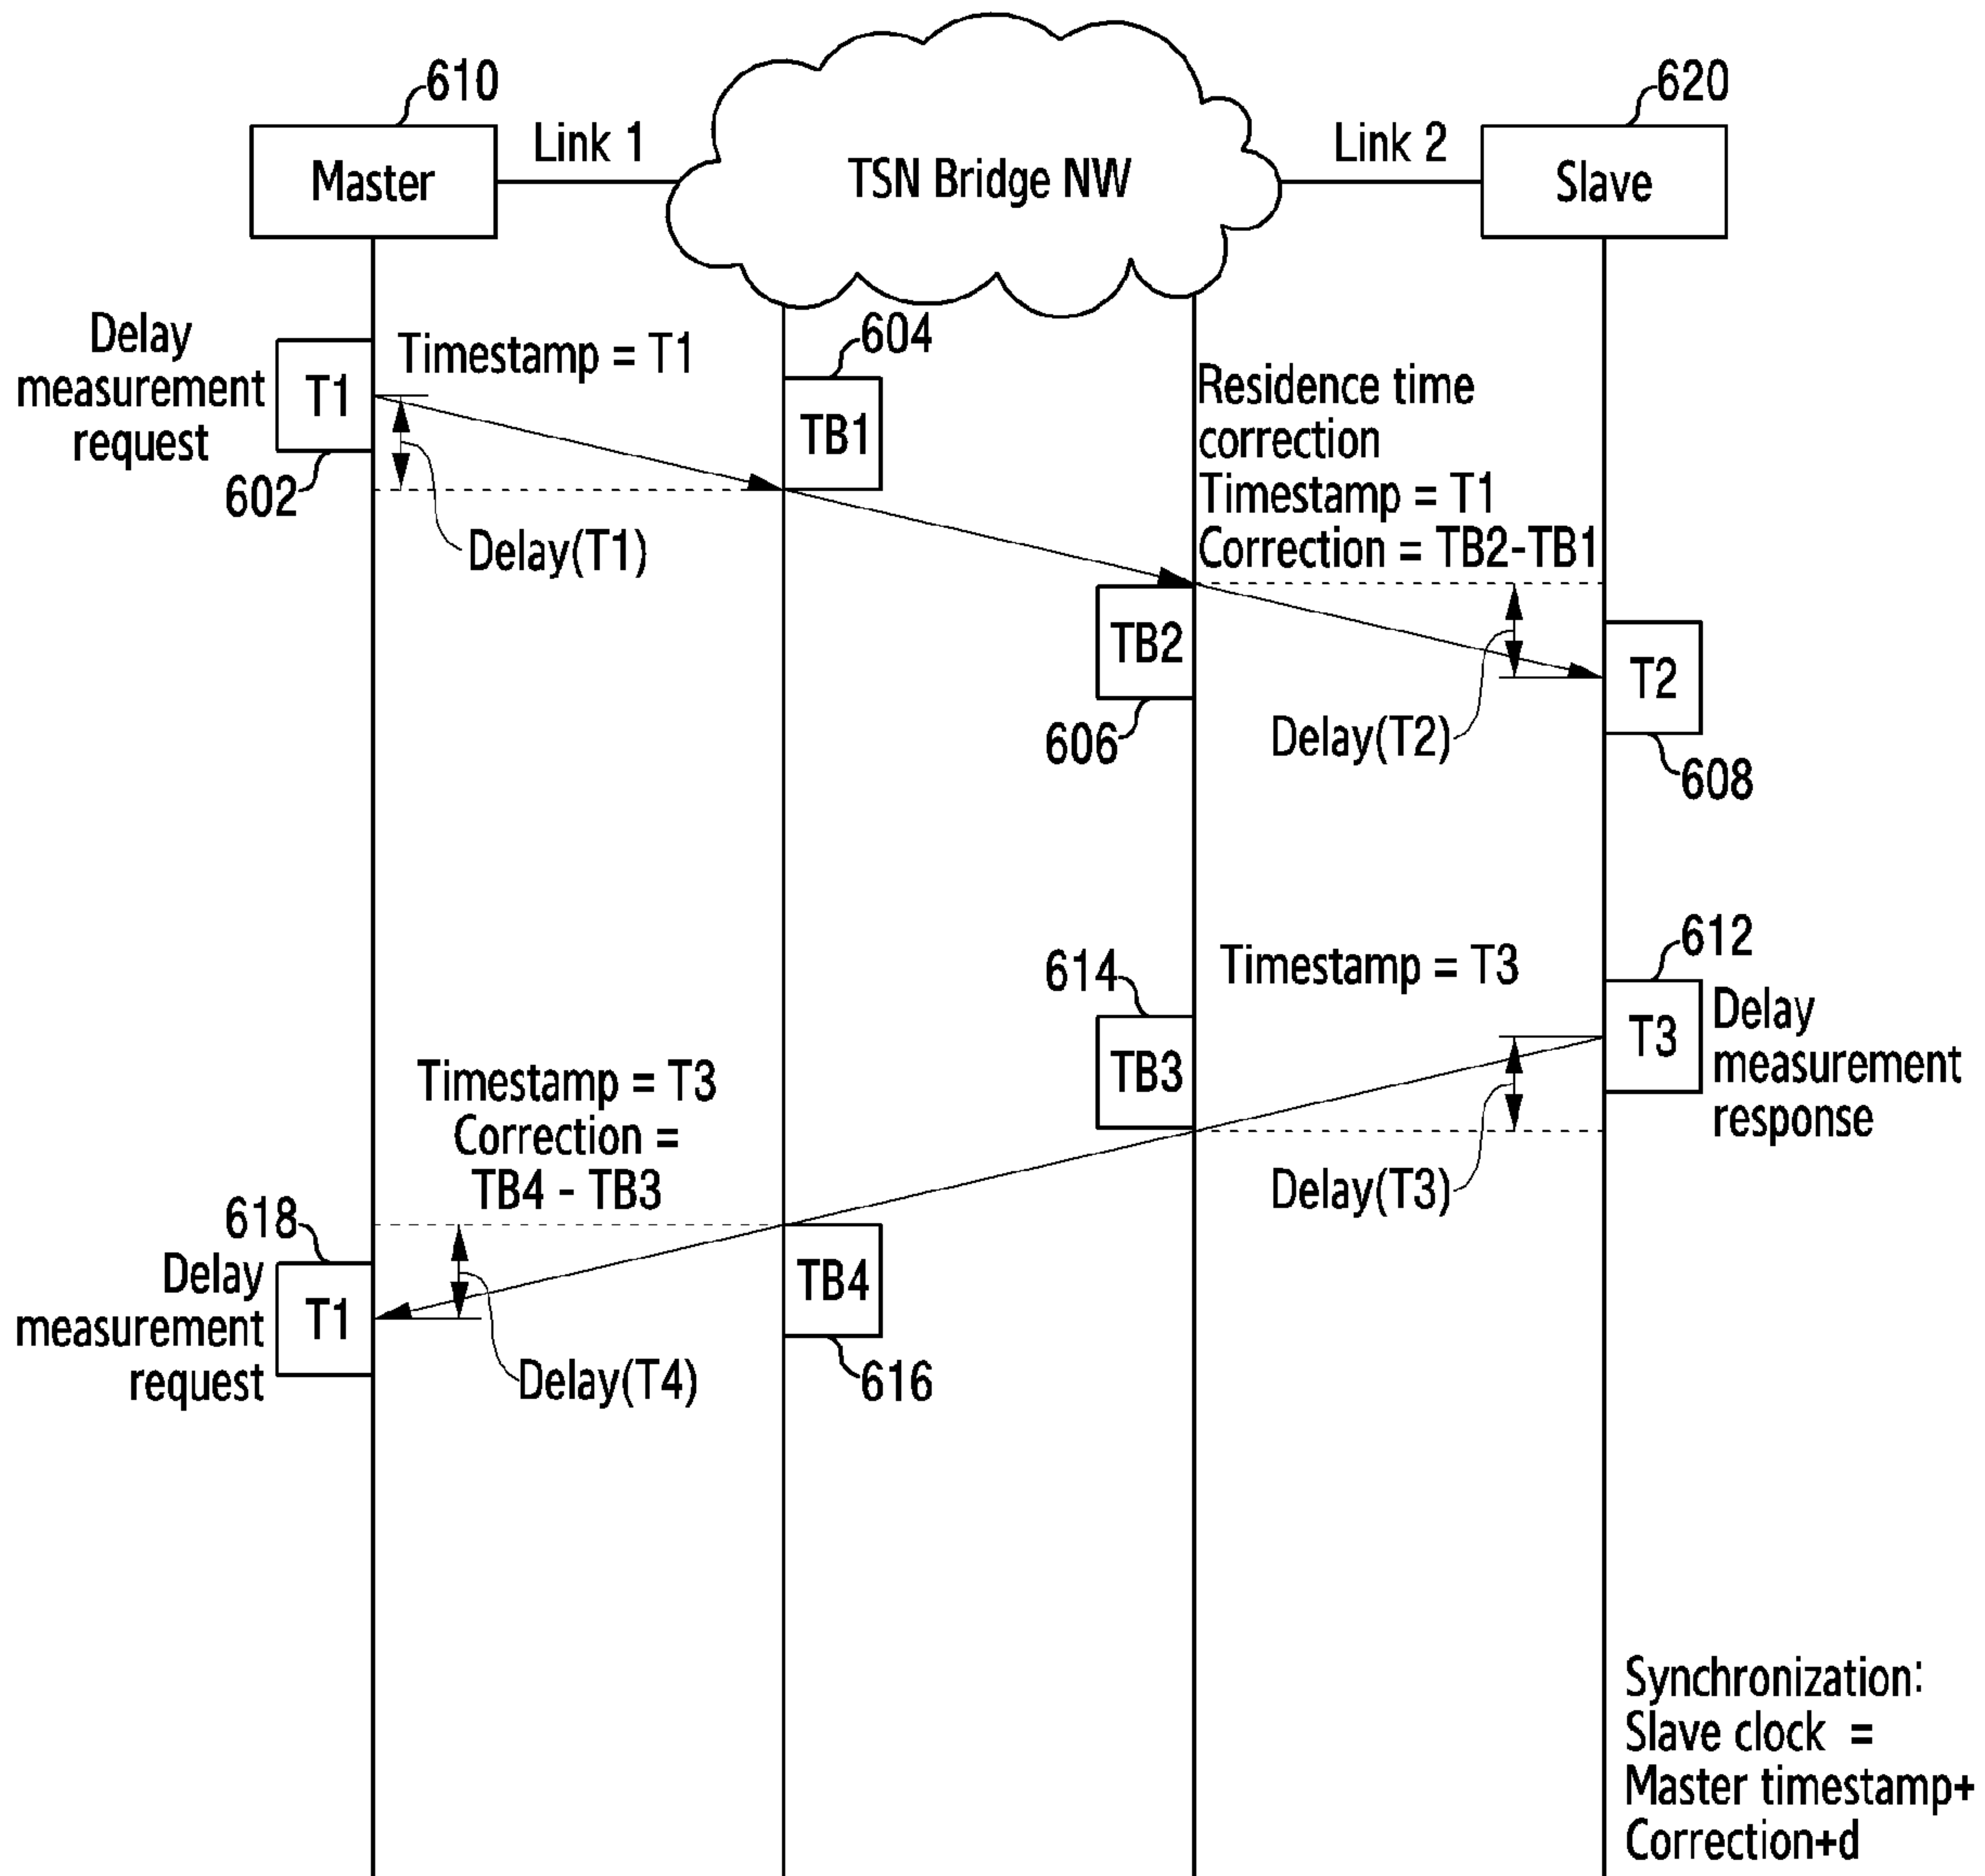 610
620
Master
Link 1
TSN Bridge NW
Link 2
Slave
Delay
measurement
request
T1
602
Timestamp = T1
Delay(T1)
604
TB1
Residence time
correction
Timestamp = T1
Correction = TB2-TB1
TB2
606
Delay(T2)
T2
608
612
T3
Delay
measurement
response
Timestamp = T3
614
TB3
Delay(T3)
Timestamp = T3
Correction =
TB4 - TB3
618
Delay
measurement
request
T1
Delay(T4)
TB4
616
Synchronization:
Slave clock =
Master timestamp+
Correction+d